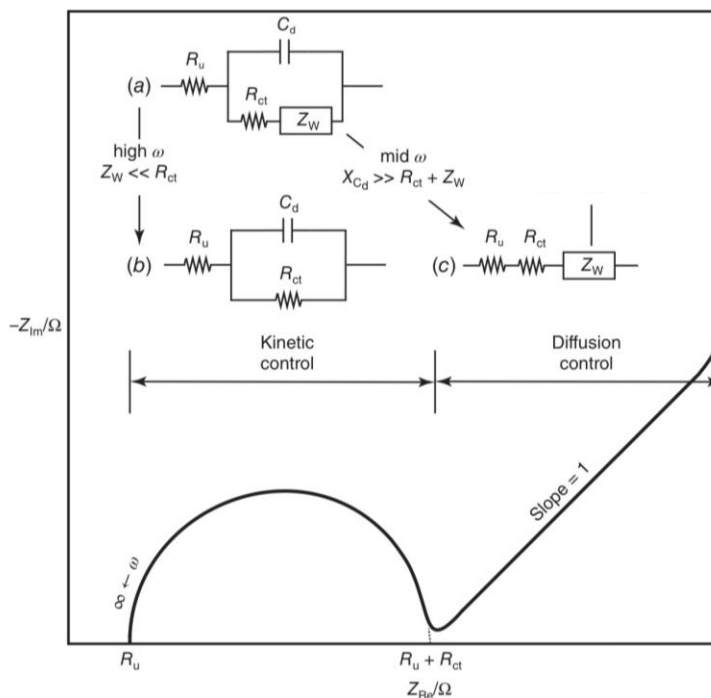 C_d
R_u
R_ct
(a)
Z_W
high ω
Z_W << R_ct
mid ω
X_Cd >> R_ct + Z_W
C_d
R_u
R_ct
(b)
R_u
R_ct
(c)
Z_W
–Z_Im/Ω
Kinetic
control
Diffusion
control
Slope = 1
∞ ← ω
R_u
R_u + R_ct
Z_Re/Ω